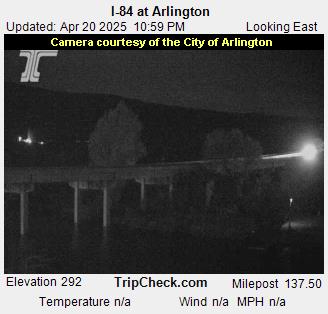 I-84 at Arlington
Updated: Apr 20 2025 10:59 PM Looking East
Camera courtesy of the City of Arlington
Elevation 292 TripCheck.com Milepost 137.50
Temperature n/a Wind n/a MPH n/a